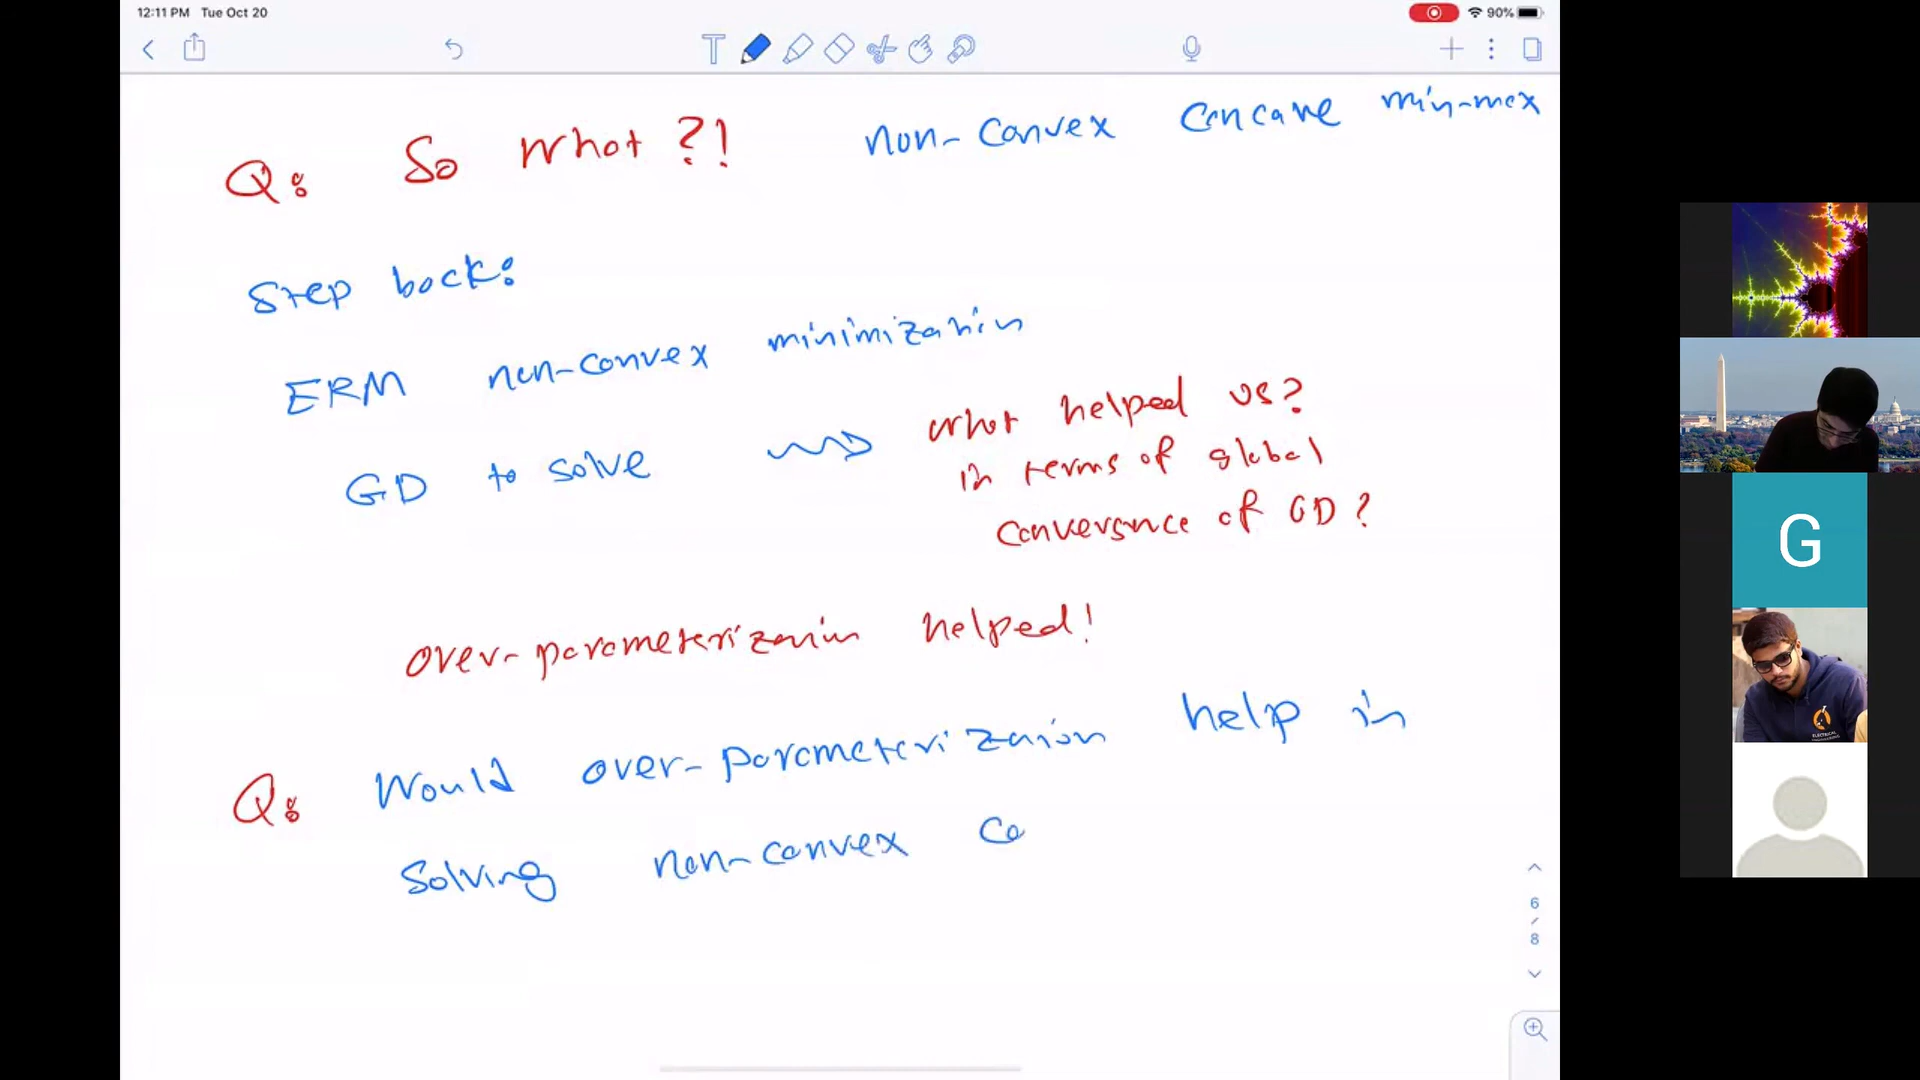 12:11 PM Tue Oct 20
90%
Q: So what?! non-convex concave min-max
Step back:
ERM non-convex minimization
GD to solve
what helped us?
in terms of global
convergence of GD?
over-parameterization helped!
Q: Would over-parameterization help in
solving non-convex co
6
/
8
G
ELECTRICAL